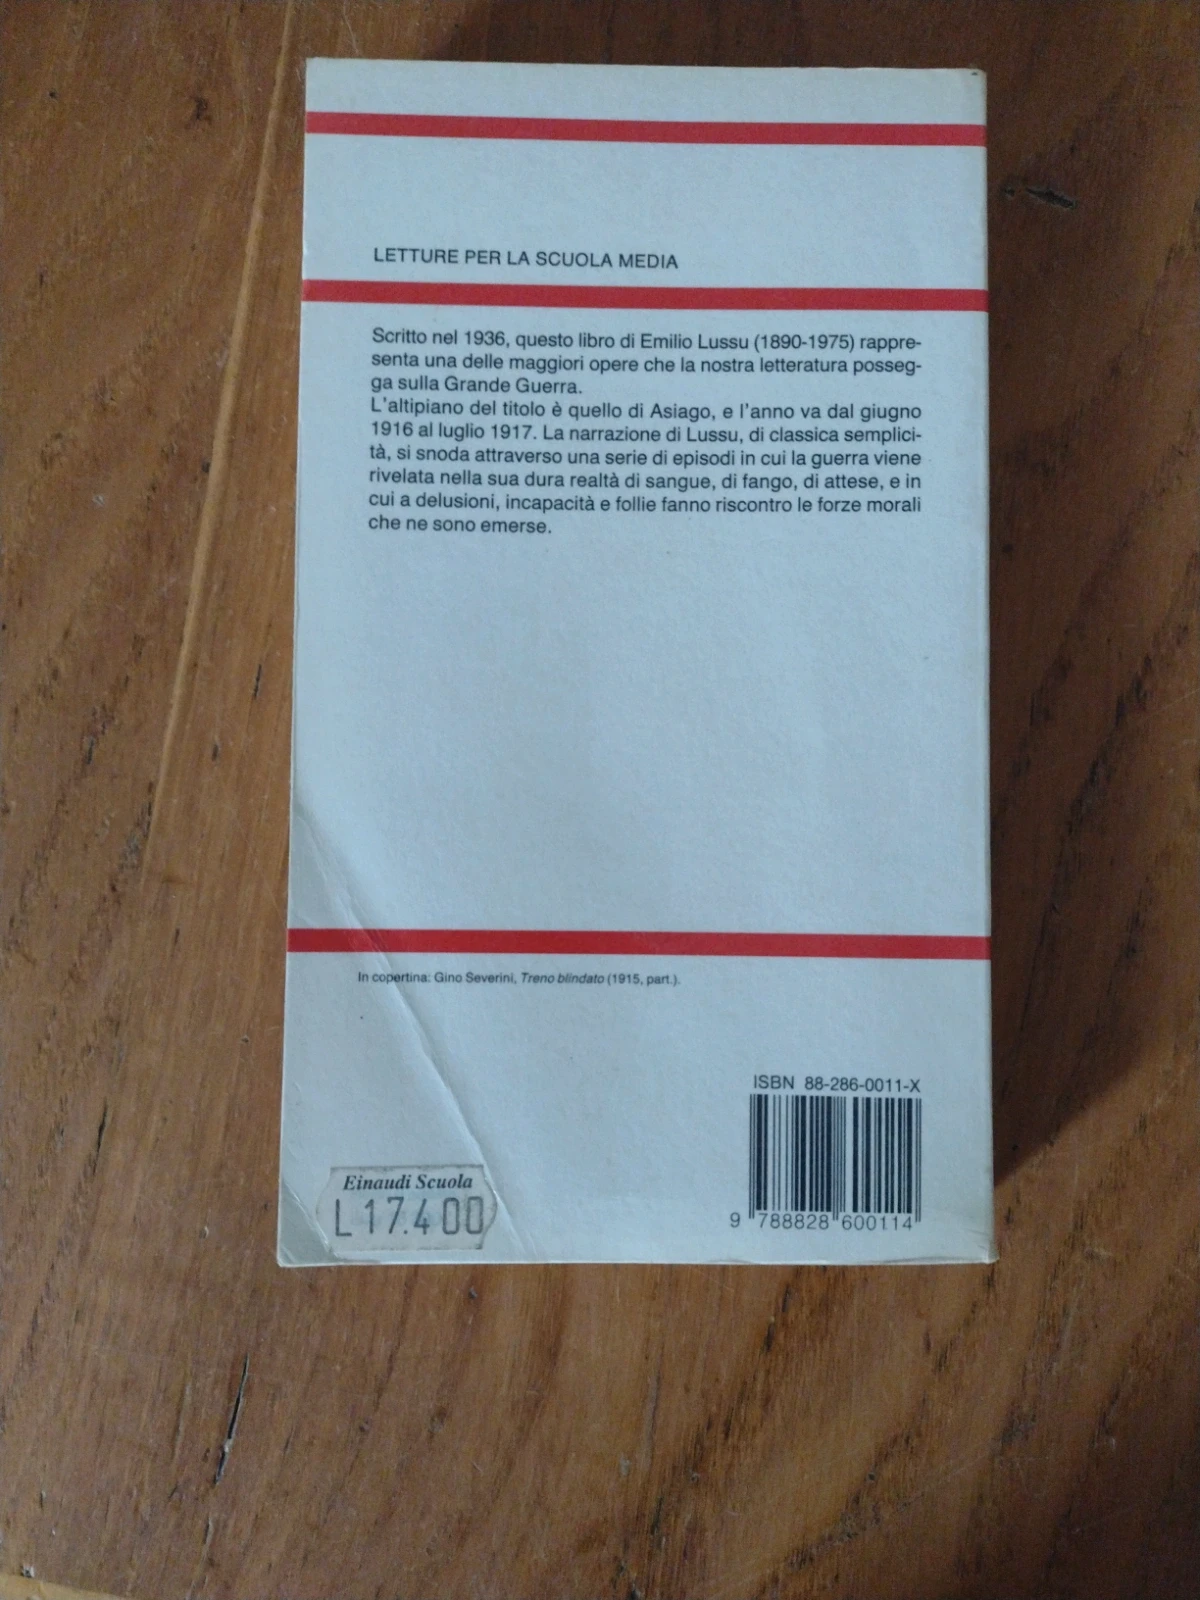 LETTURE PER LA SCUOLA MEDIA
Scritto nel 1936, questo libro di Emilio Lussu (1890-1975) rappre-
senta una delle maggiori opere che la nostra letteratura posseg-
ga sulla Grande Guerra.
L'altipiano del titolo è quello di Asiago, e l'anno va dal giugno
1916 al luglio 1917. La narrazione di Lussu, di classica semplici-
tà, si snoda attraverso una serie di episodi in cui la guerra viene
rivelata nella sua dura realtà di sangue, di fango, di attese, e in
cui a delusioni, incapacità e follie fanno riscontro le forze morali
che ne sono emerse.
In copertina: Gino Severini, Treno blindato (1915, part.).
ISBN 88-286-0011-X
9 788828 600114
Einaudi Scuola
L17.400